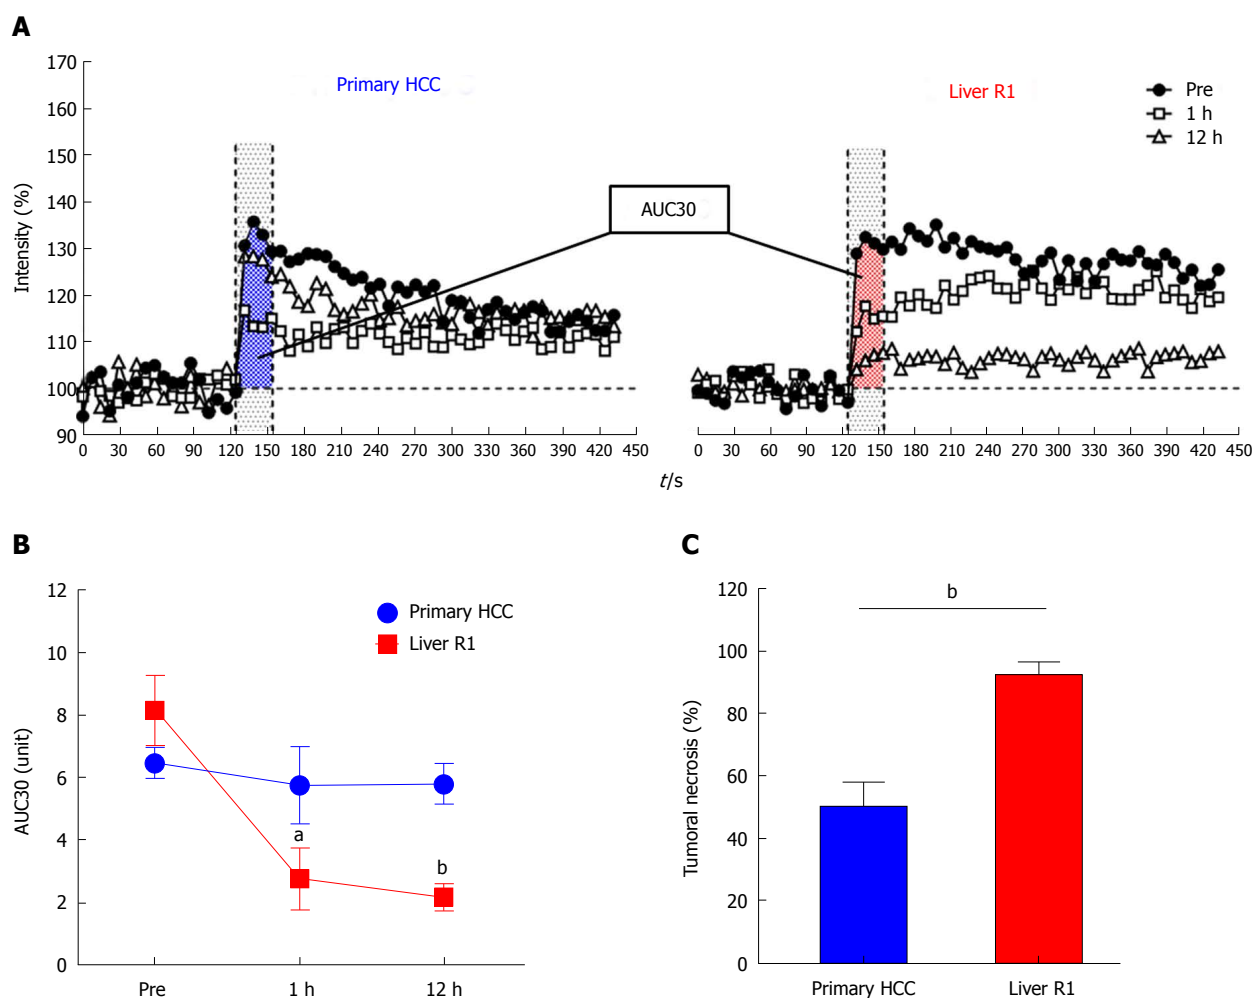 A
170
160
150
140
130
120
110
100
90
Intensity (%)
Primary HCC
Liver R1
Pre
1 h
12 h
AUC30
0 30 60 90 120 150 180 210 240 270 300 330 360 390 420 450
0 30 60 90 120 150 180 210 240 270 300 330 360 390 420 450
t/s
B
12
10
8
6
4
2
0
AUC30 (unit)
Primary HCC
Liver R1
a
b
Pre 1 h 12 h
C
120
100
80
60
40
20
0
Tumoral necrosis (%)
b
Primary HCC Liver R1